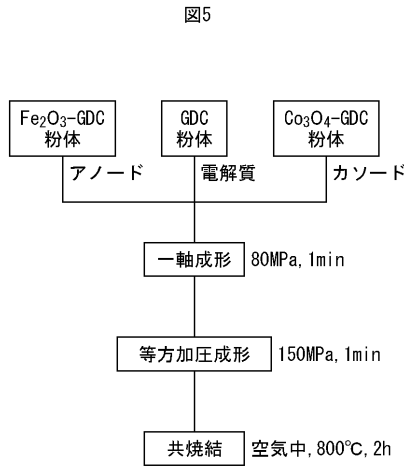 図5
Fe₂O₃-GDC
粉体
GDC
粉体
Co₃O₄-GDC
粉体
アノード
電解質
カソード
一軸成形
80MPa,1min
等方加圧成形
150MPa,1min
共焼結
空気中,800℃,2h